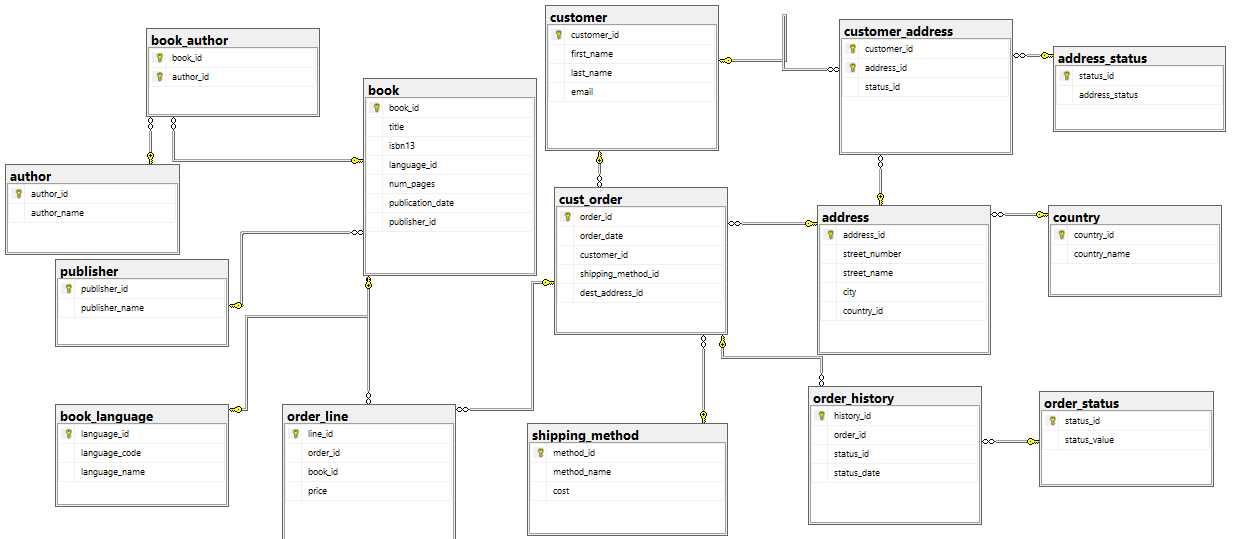 book_author
book_id
author_id
author
author_id
author_name
publisher
publisher_id
publisher_name
book_language
language_id
language_code
language_name
book
book_id
title
isbn13
language_id
num_pages
publication_date
publisher_id
order_line
line_id
order_id
book_id
price
customer
customer_id
first_name
last_name
email
cust_order
order_id
order_date
customer_id
shipping_method_id
dest_address_id
shipping_method
method_id
method_name
cost
customer_address
customer_id
address_id
status_id
address_status
status_id
address_status
address
address_id
street_number
street_name
city
country_id
country
country_id
country_name
order_history
history_id
order_id
status_id
status_date
order_status
status_id
status_value